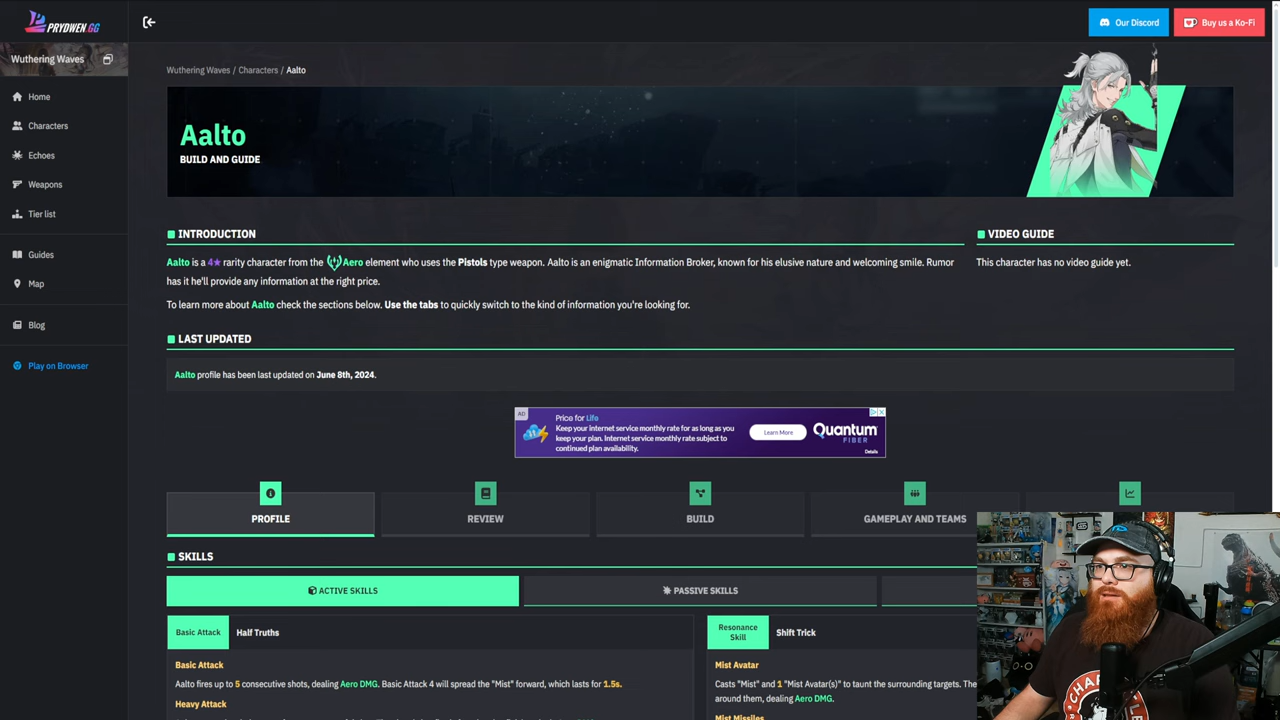 PRYDWEN.GG
Our Discord
Buy us a Ko-Fi
Wuthering Waves
Home
Characters
Echoes
Weapons
Tier list
Guides
Map
Blog
Play on Browser
Wuthering Waves / Characters / Aalto
Aalto
BUILD AND GUIDE
INTRODUCTION
Aalto is a 4★ rarity character from the Aero element who uses the Pistols type weapon. Aalto is an enigmatic Information Broker, known for his elusive nature and welcoming smile. Rumor
has it he'll provide any information at the right price.
To learn more about Aalto check the sections below. Use the tabs to quickly switch to the kind of information you're looking for.
VIDEO GUIDE
This character has no video guide yet.
LAST UPDATED
Aalto profile has been last updated on June 8th, 2024.
AD
Price for Life
Keep your internet service monthly rate for as long as you
keep your plan. Internet service monthly rate subject to
continued plan availability.
Learn More
Quantum
FIBER
Details
PROFILE
REVIEW
BUILD
GAMEPLAY AND TEAMS
SKILLS
ACTIVE SKILLS
PASSIVE SKILLS
Basic Attack
Half Truths
Basic Attack
Aalto fires up to 5 consecutive shots, dealing Aero DMG. Basic Attack 4 will spread the "Mist" forward, which lasts for 1.5s.
Heavy Attack
Resonance
Skill
Shift Trick
Mist Avatar
Casts "Mist" and 1 "Mist Avatar(s)" to taunt the surrounding targets. The
around them, dealing Aero DMG.
Mist Missiles